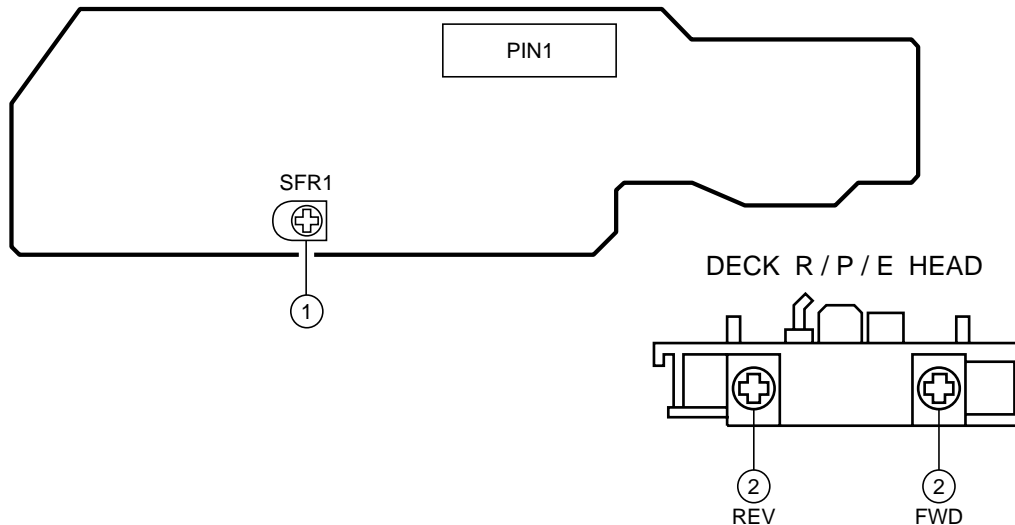 PIN1
SFR1
1
DECK R / P / E HEAD
2
REV
2
FWD